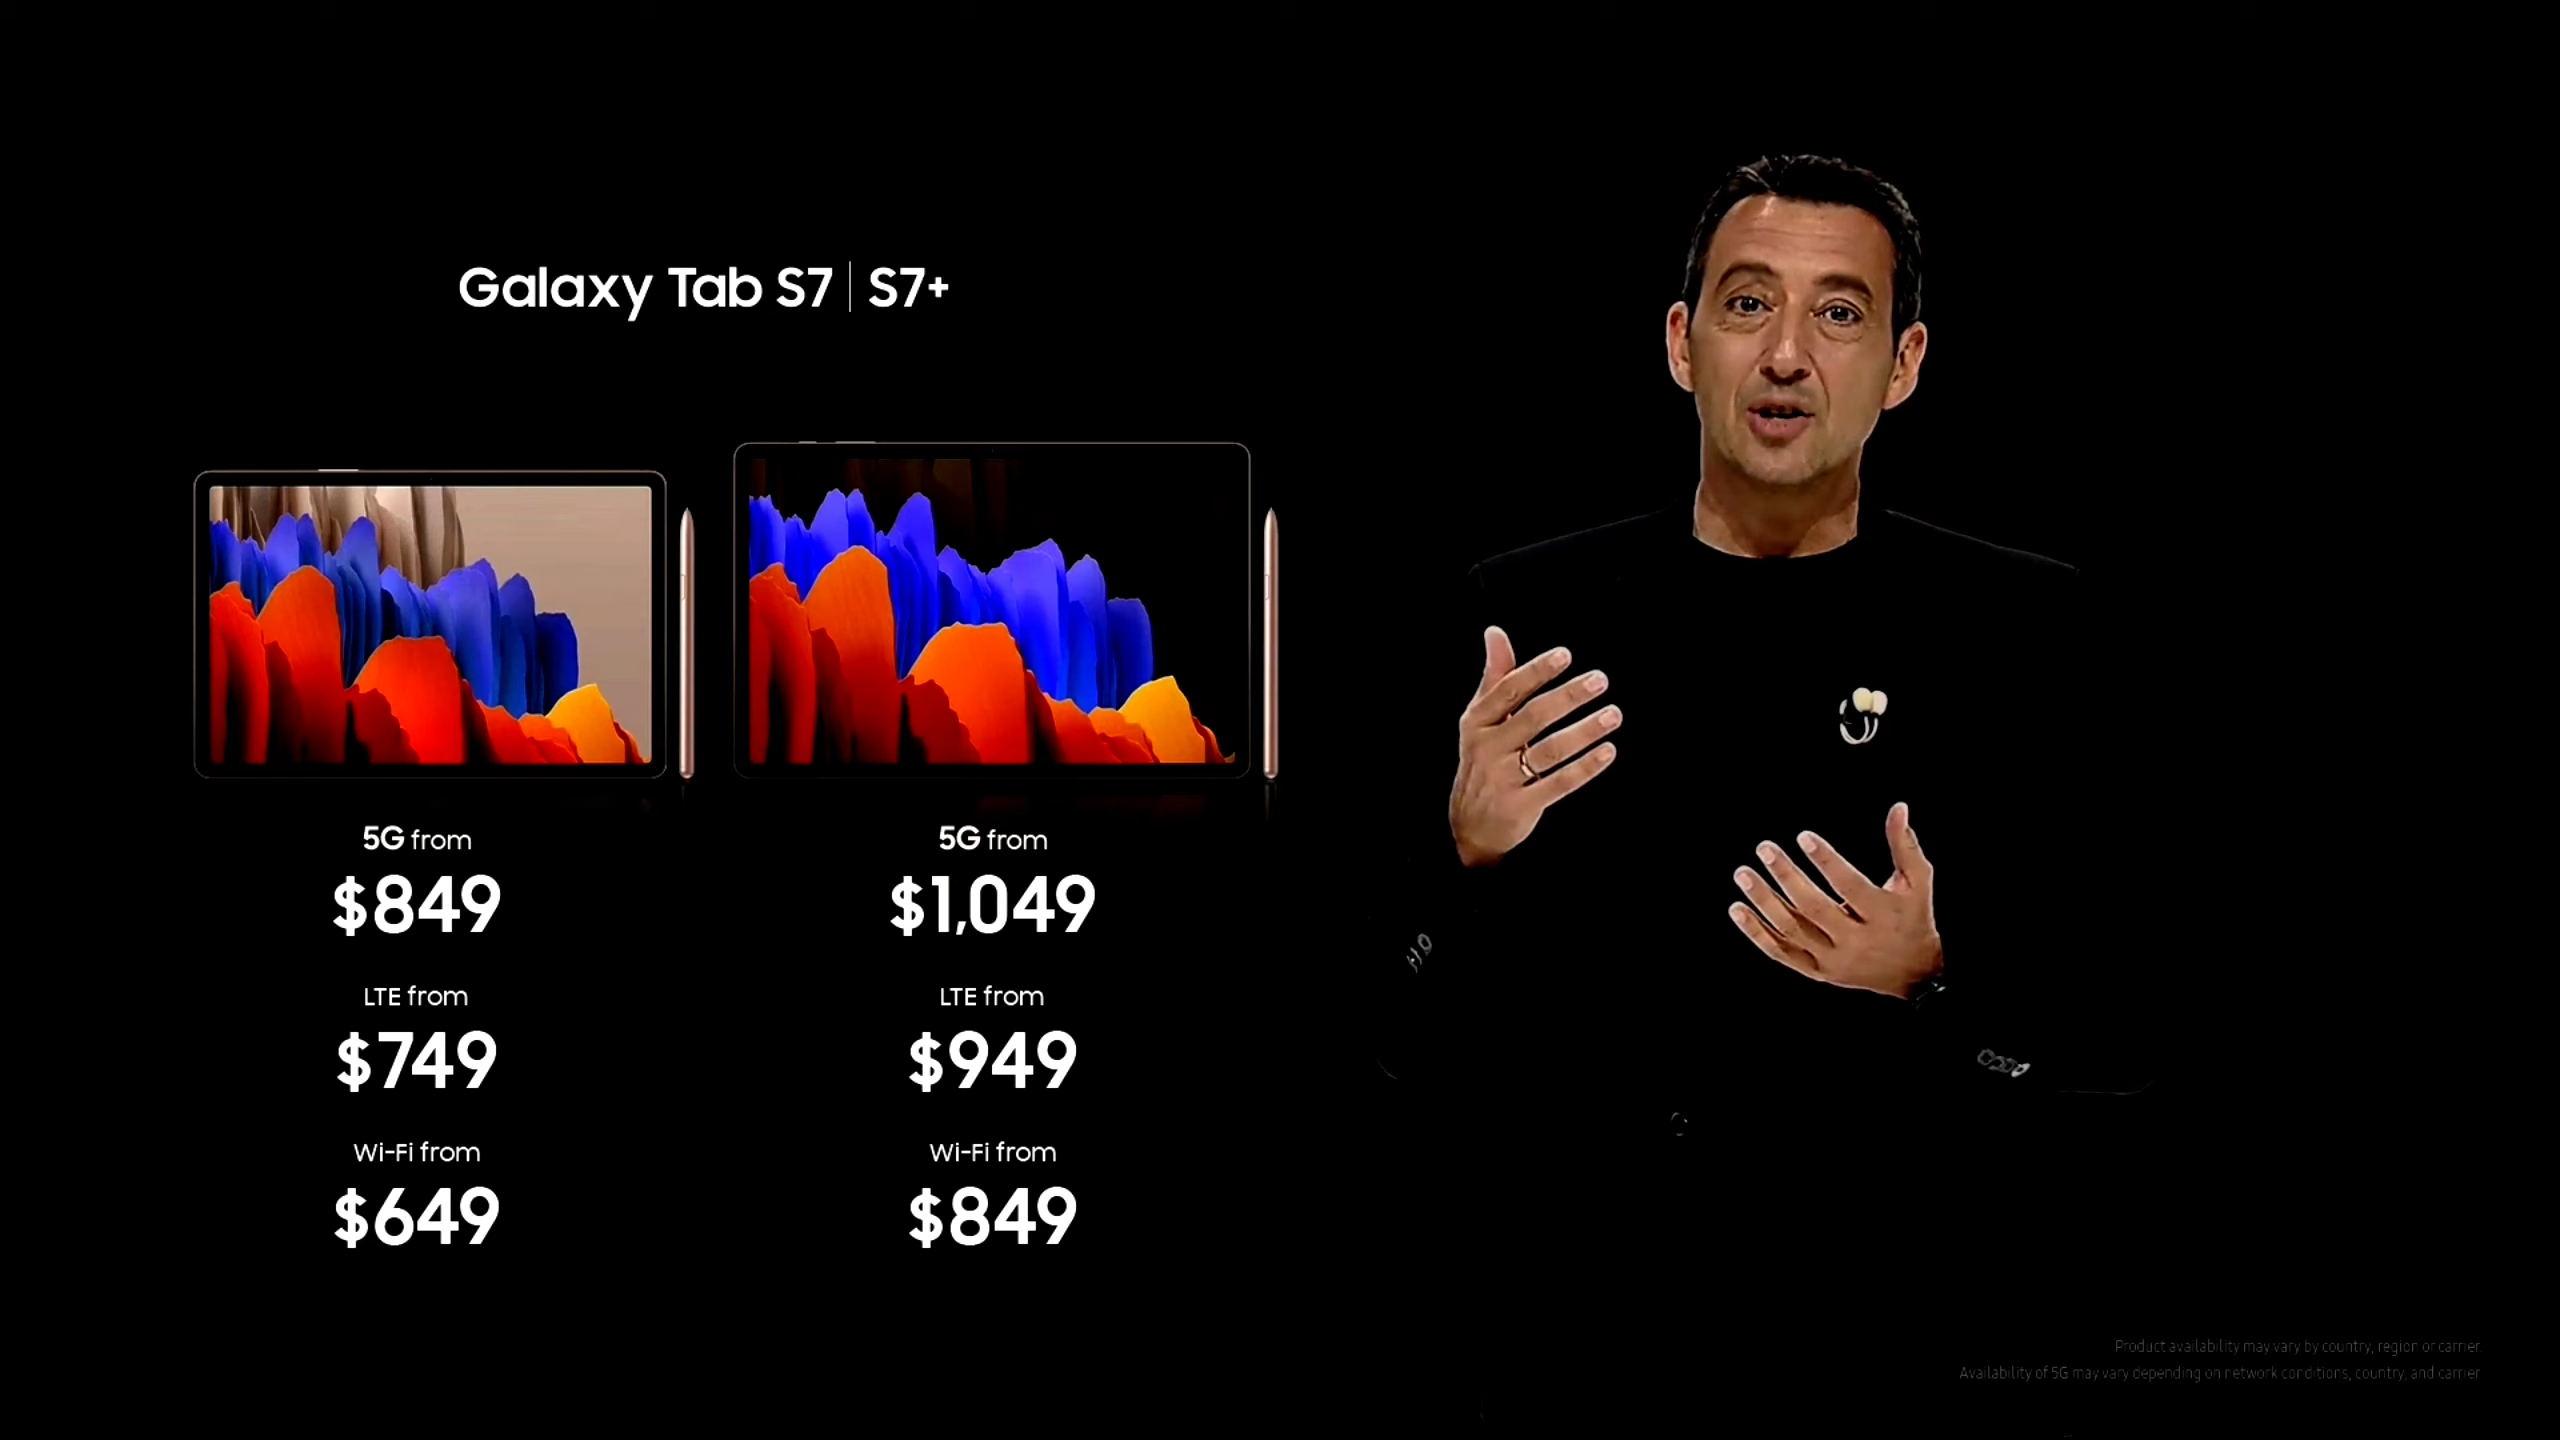 Galaxy Tab S7 | S7+
5G from
$849
LTE from
$749
Wi-Fi from
$649
5G from
$1,049
LTE from
$949
Wi-Fi from
$849
Product availability may vary by country, region or carrier.
Availability of 5G may vary depending on network conditions, country, and carrier